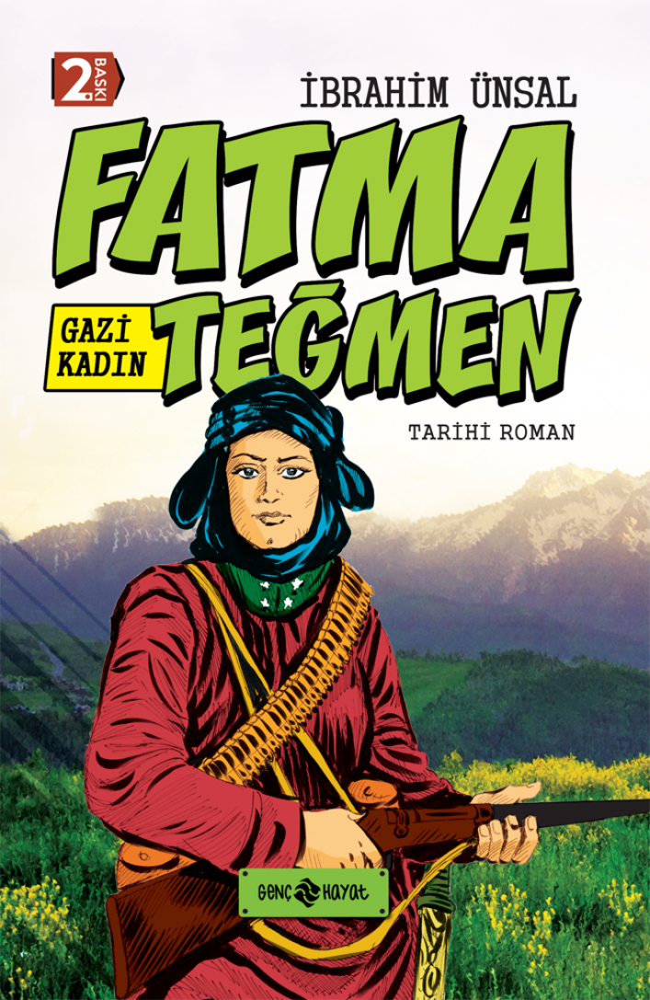 2. BASKI
İBRAHİM ÜNSAL
FATMA
GAZİ
KADIN
TEĞMEN
TARİHİ ROMAN
GENÇ HAYAT